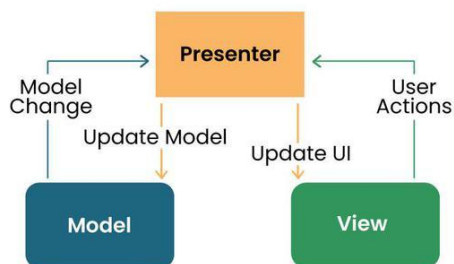 Presenter
Model
Change
User
Actions
Update Model
Update UI
Model
View